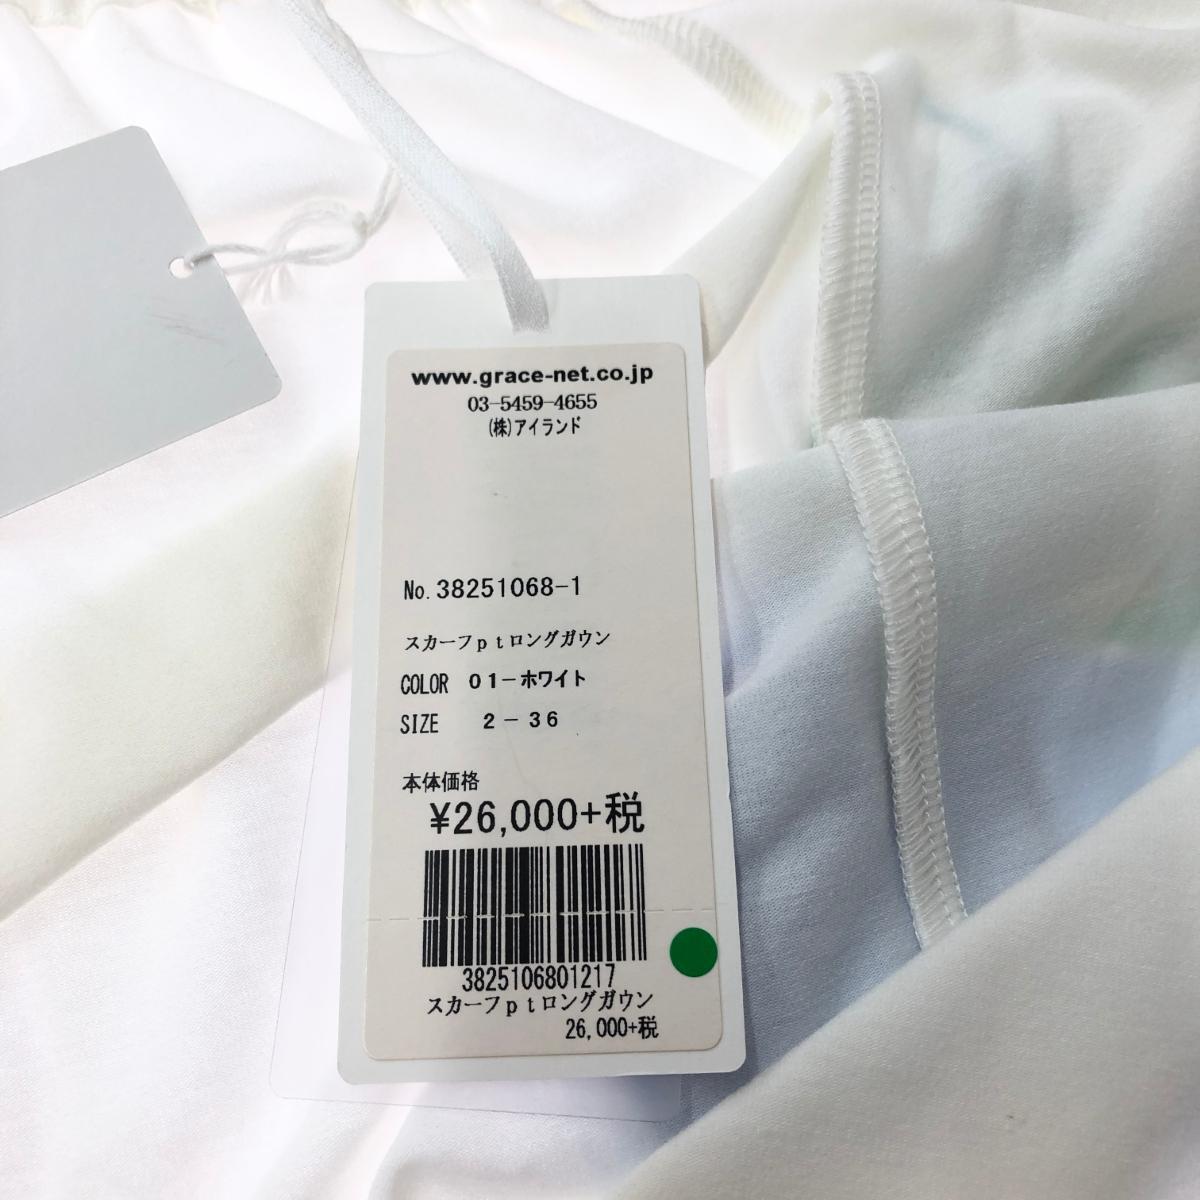 www.grace-net.co.jp
03-5459-4655
(株)アイランド
No.38251068-1
スカーフｐｔロングガウン
COLOR ０１－ホワイト
SIZE ２－３６
本体価格
¥26,000+税
3825106801217
スカーフｐｔロングガウン
26,000+税